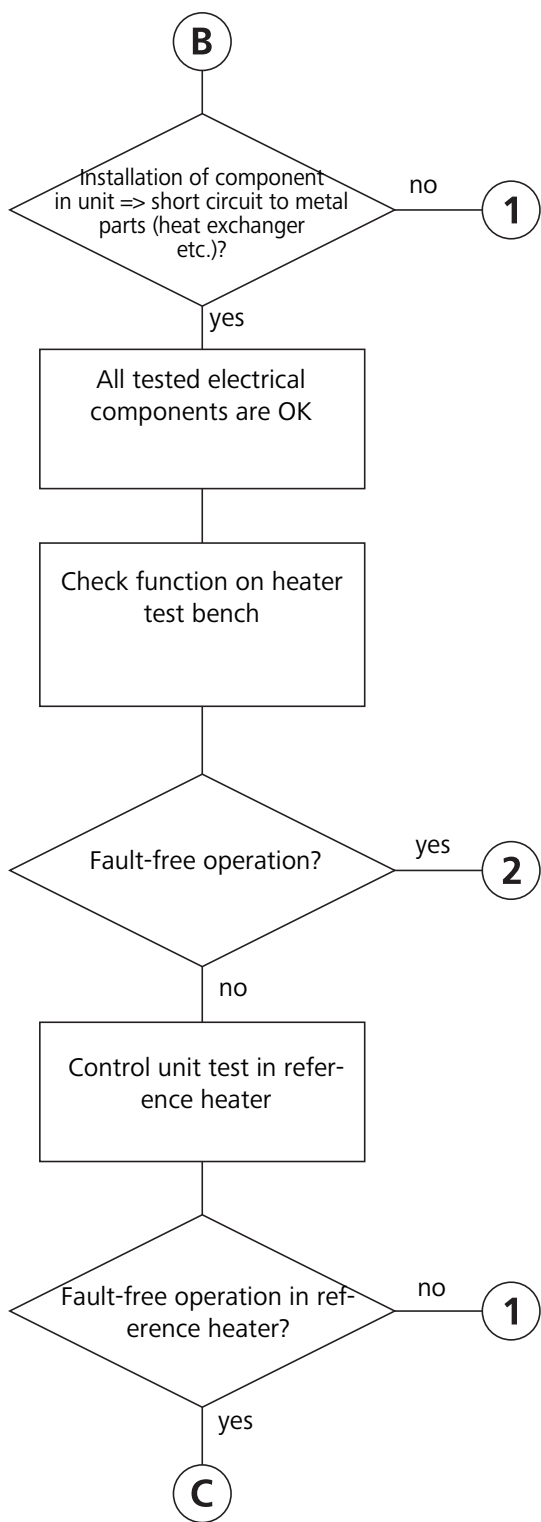 B
Installation of component
in unit => short circuit to metal
parts (heat exchanger
etc.)?
no
1
yes
All tested electrical
components are OK
Check function on heater
test bench
Fault-free operation?
yes
2
no
Control unit test in refer-
ence heater
Fault-free operation in ref-
erence heater?
no
1
yes
C